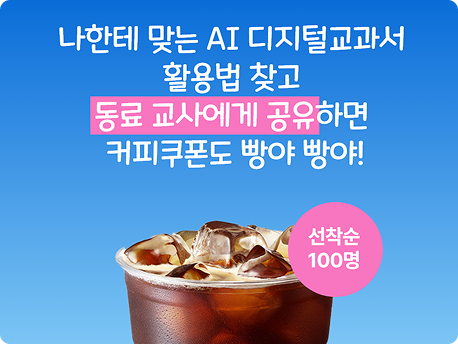 나한테 맞는 AI 디지털교과서
활용법 찾고
동료 교사에게 공유하면
커피쿠폰도 빵야 빵야!
선착순
100명